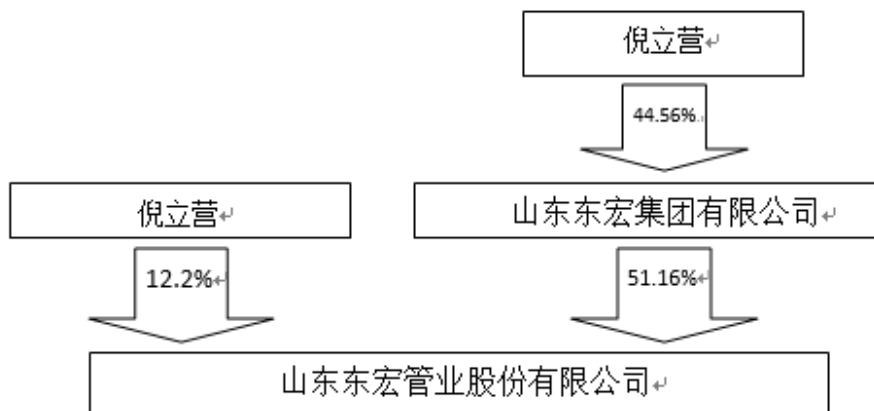 倪立营
44.56%
倪立营
山东东宏集团有限公司
12.2%
51.16%
山东东宏管业股份有限公司